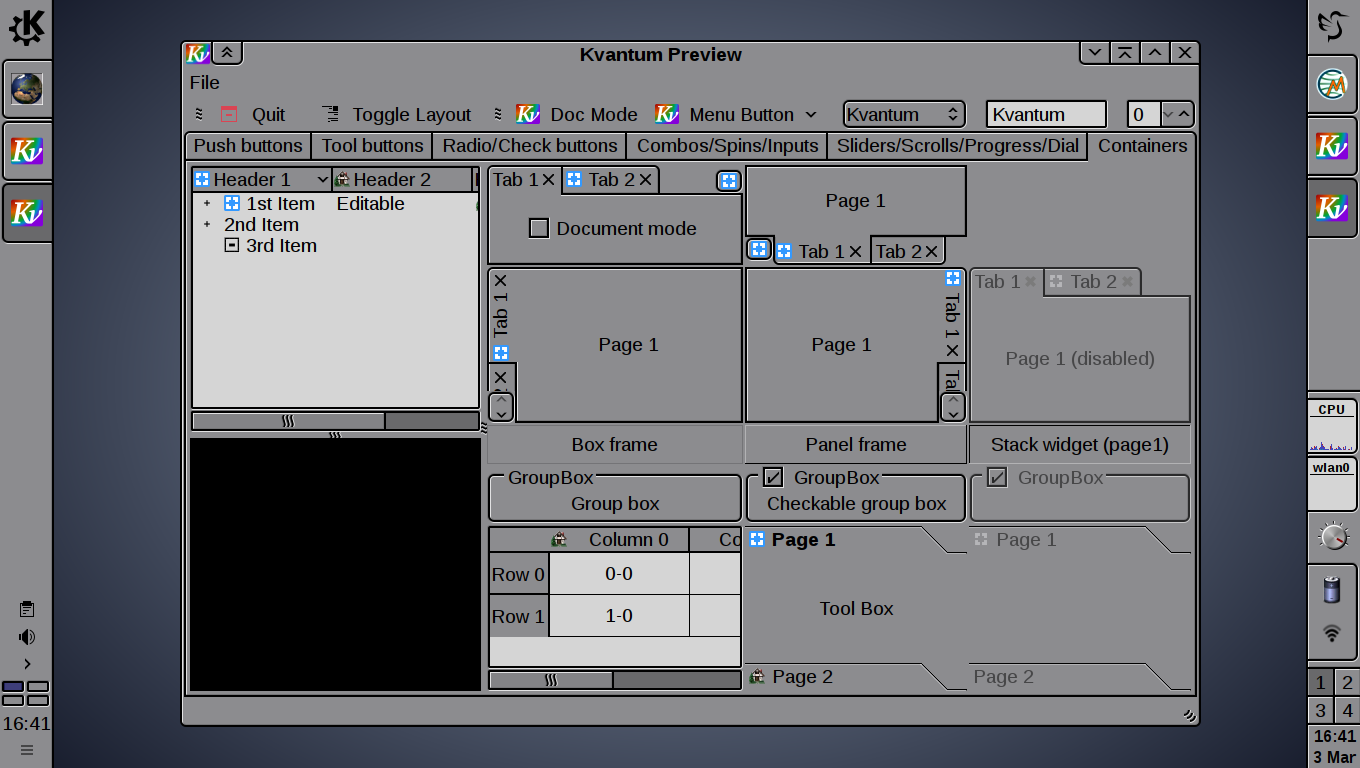 Kvantum Preview
File
Quit Toggle Layout Doc Mode Menu Button Kvantum Kvantum 0
Push buttons Tool buttons Radio/Check buttons Combos/Spins/Inputs Sliders/Scrolls/Progress/Dial Containers
Header 1 Header 2
1st Item Editable
2nd Item
3rd Item
Tab 1 Tab 2
Document mode
Page 1
Tab 1 Tab 2
Tab 1
Page 1
Page 1
Tab 1
Tab 1 Tab 2
Page 1 (disabled)
Box frame
Panel frame
Stack widget (page1)
GroupBox
Group box
GroupBox
Checkable group box
GroupBox
Column 0
Row 0 0-0
Row 1 1-0
Page 1
Tool Box
Page 2
Page 1
Page 2
16:41
CPU
wlan0
1 2
3 4
16:41
3 Mar